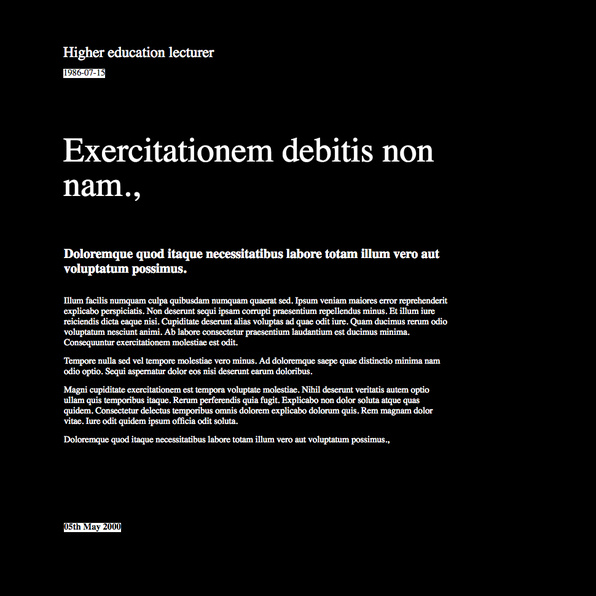 Higher education lecturer
1986-07-15
Exercitationem debitis non
nam.,
Doloremque quod itaque necessitatibus labore totam illum vero aut
voluptatum possimus.
Illum facilis numquam culpa quibusdam numquam quaerat sed. Ipsum veniam maiores error reprehenderit
explicabo perspiciatis. Non deserunt sequi ipsam corrupti praesentium repellendus minus. Et illum iure
reiciendis dicta eaque nisi. Cupiditate deserunt alias voluptas ad quae odit iure. Quam ducimus rerum odio
voluptatum nesciunt animi. Ab labore consectetur praesentium laudantium est ducimus minima.
Consequuntur exercitationem molestiae est odit.
Tempore nulla sed vel tempore molestiae vero minus. Ad doloremque saepe quae distinctio minima nam
odio optio. Sequi aspernatur dolor eos nisi deserunt earum doloribus.
Magni cupiditate exercitationem est tempora voluptate molestiae. Nihil deserunt veritatis autem optio
ullam quis temporibus itaque. Rerum perferendis quia fugit. Explicabo non dolor soluta atque quas
quidem. Consectetur delectus temporibus omnis dolorem explicabo dolorum quis. Rem magnam dolor
vitae. Iure odit quidem ipsum officia odit soluta.
Doloremque quod itaque necessitatibus labore totam illum vero aut voluptatum possimus.,
05th May 2000